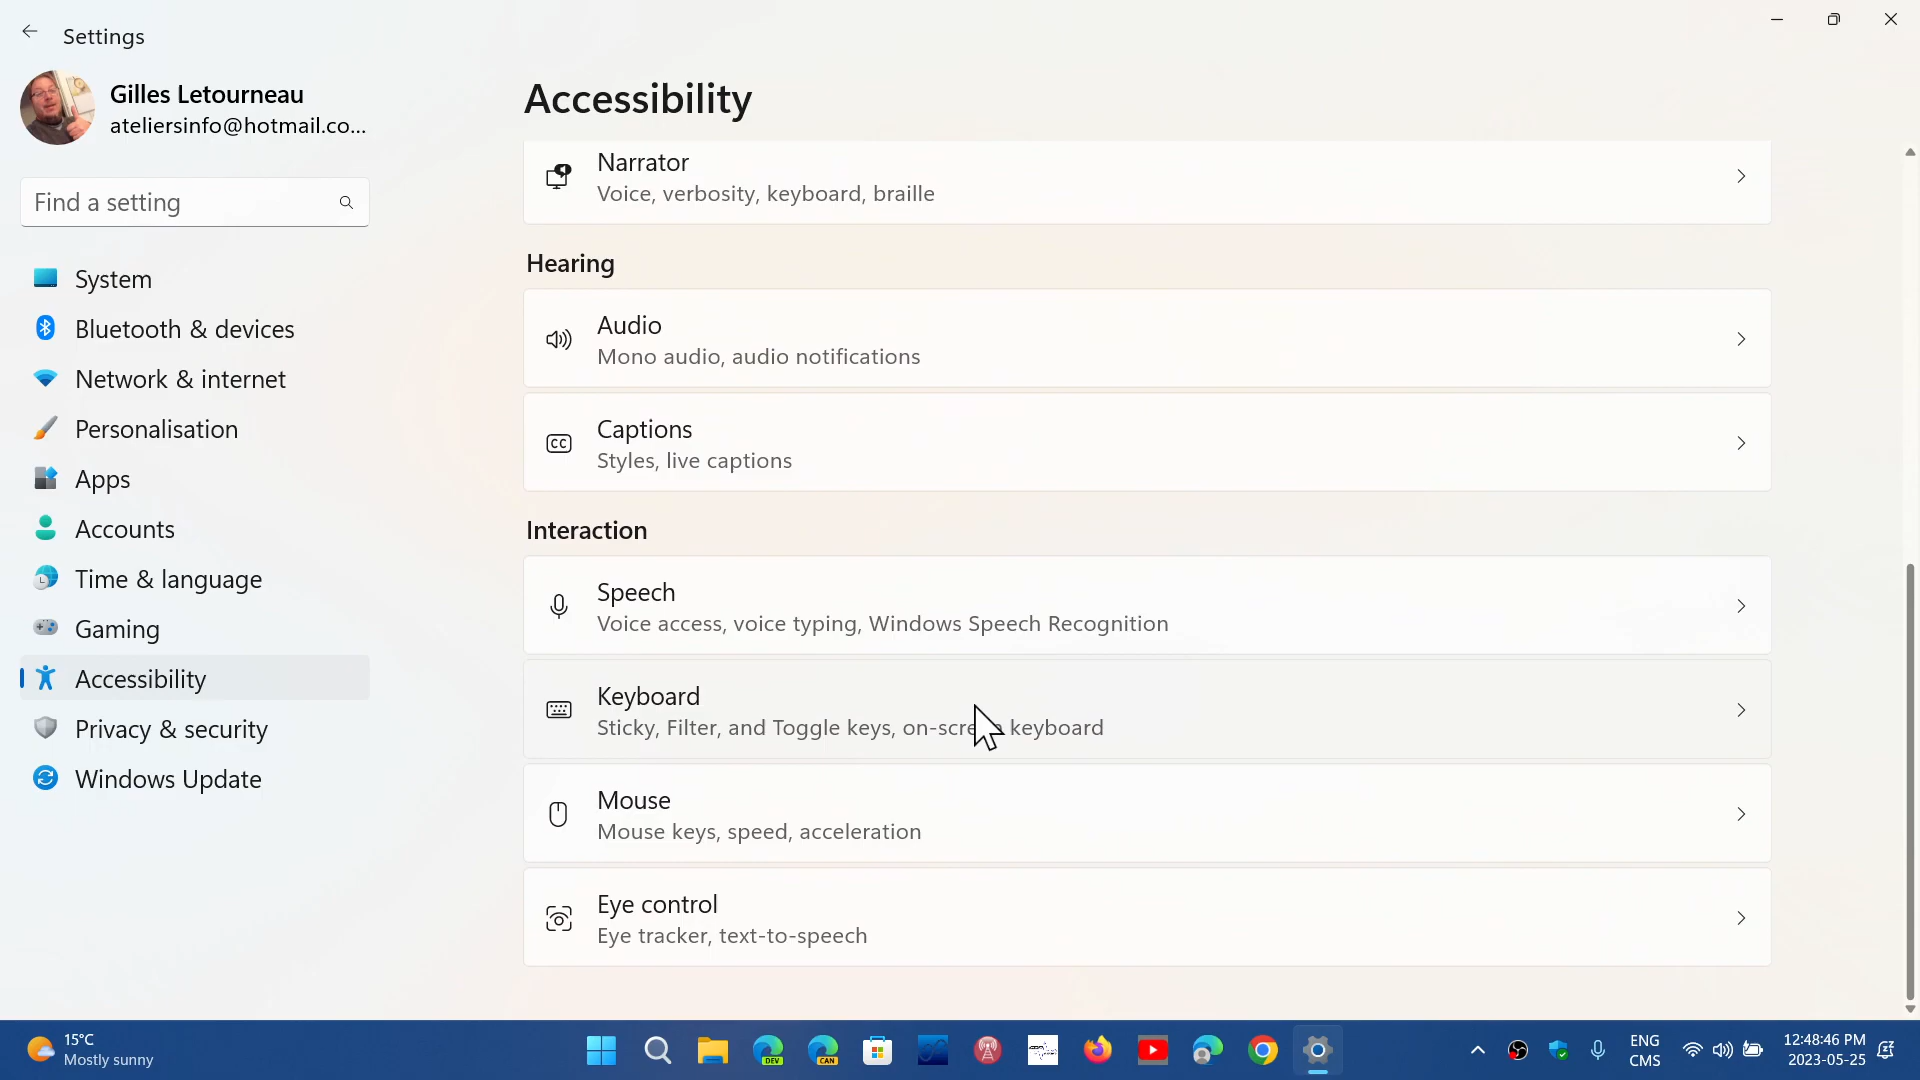 Settings
Gilles Letourneau
ateliersinfo@hotmail.co...
Find a setting
System
Bluetooth & devices
Network & internet
Personalisation
Apps
Accounts
Time & language
Gaming
Accessibility
Privacy & security
Windows Update
Accessibility
Narrator
Voice, verbosity, keyboard, braille
Hearing
Audio
Mono audio, audio notifications
CC
Captions
Styles, live captions
Interaction
Speech
Voice access, voice typing, Windows Speech Recognition
Keyboard
Sticky, Filter, and Toggle keys, on-screen keyboard
Mouse
Mouse keys, speed, acceleration
Eye control
Eye tracker, text-to-speech
15°C
Mostly sunny
DEV
CAN
ENG
CMS
12:48:46 PM
2023-05-25